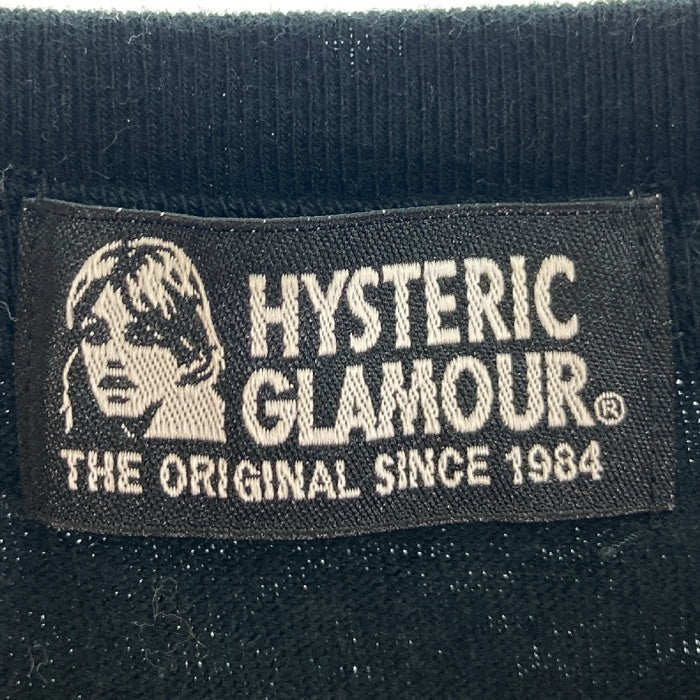 HYSTERIC
GLAMOUR®
THE ORIGINAL SINCE 1984